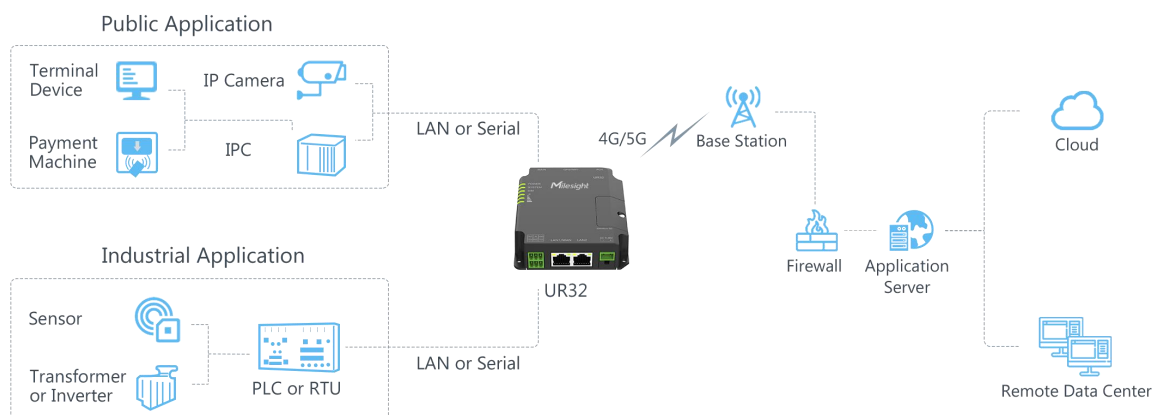 Public Application
Terminal
Device
IP Camera
Payment
Machine
IPC
LAN or Serial
4G/5G
Base Station
Cloud
Milesight
UR32
Firewall
Application
Server
Industrial Application
Sensor
Transformer
or Inverter
PLC or RTU
LAN or Serial
Remote Data Center